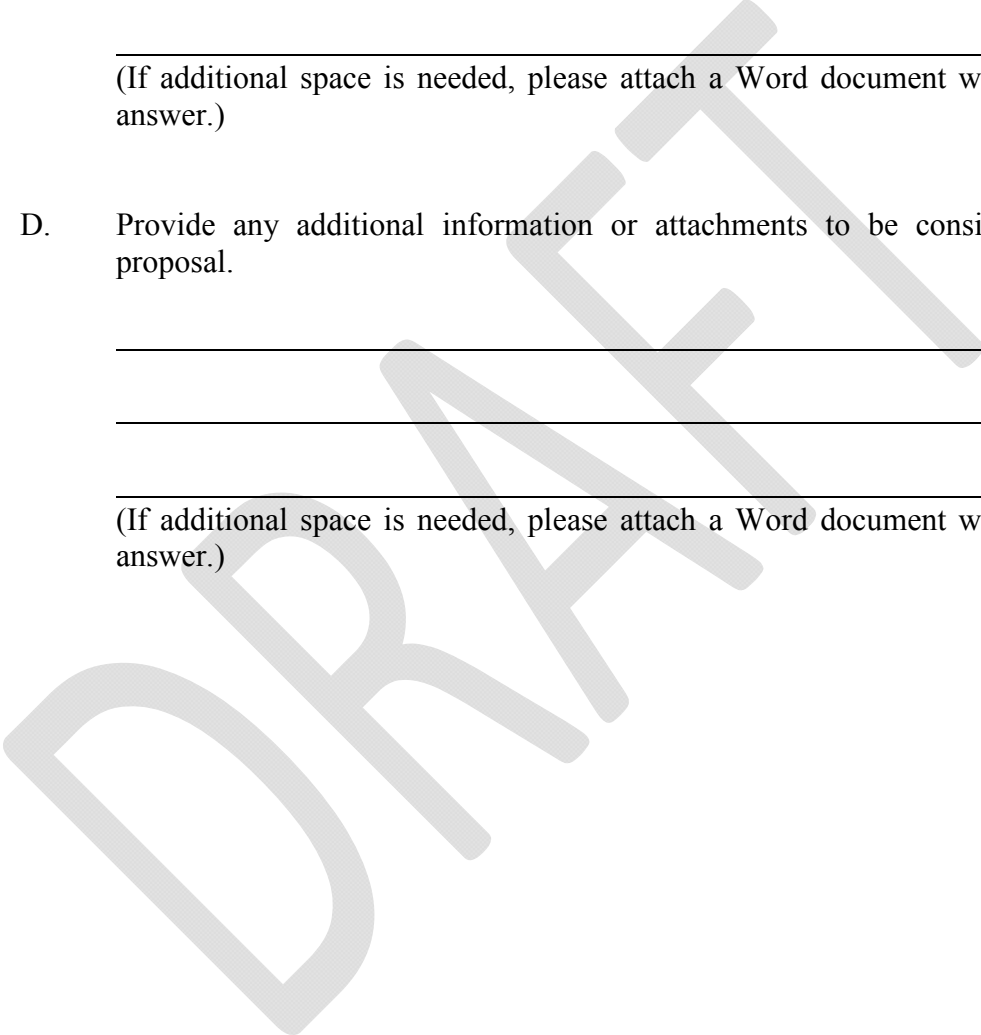 (If additional space is needed, please attach a Word document w
answer.)
D. Provide any additional information or attachments to be consi
proposal.
(If additional space is needed, please attach a Word document w
answer.)
DRAFT